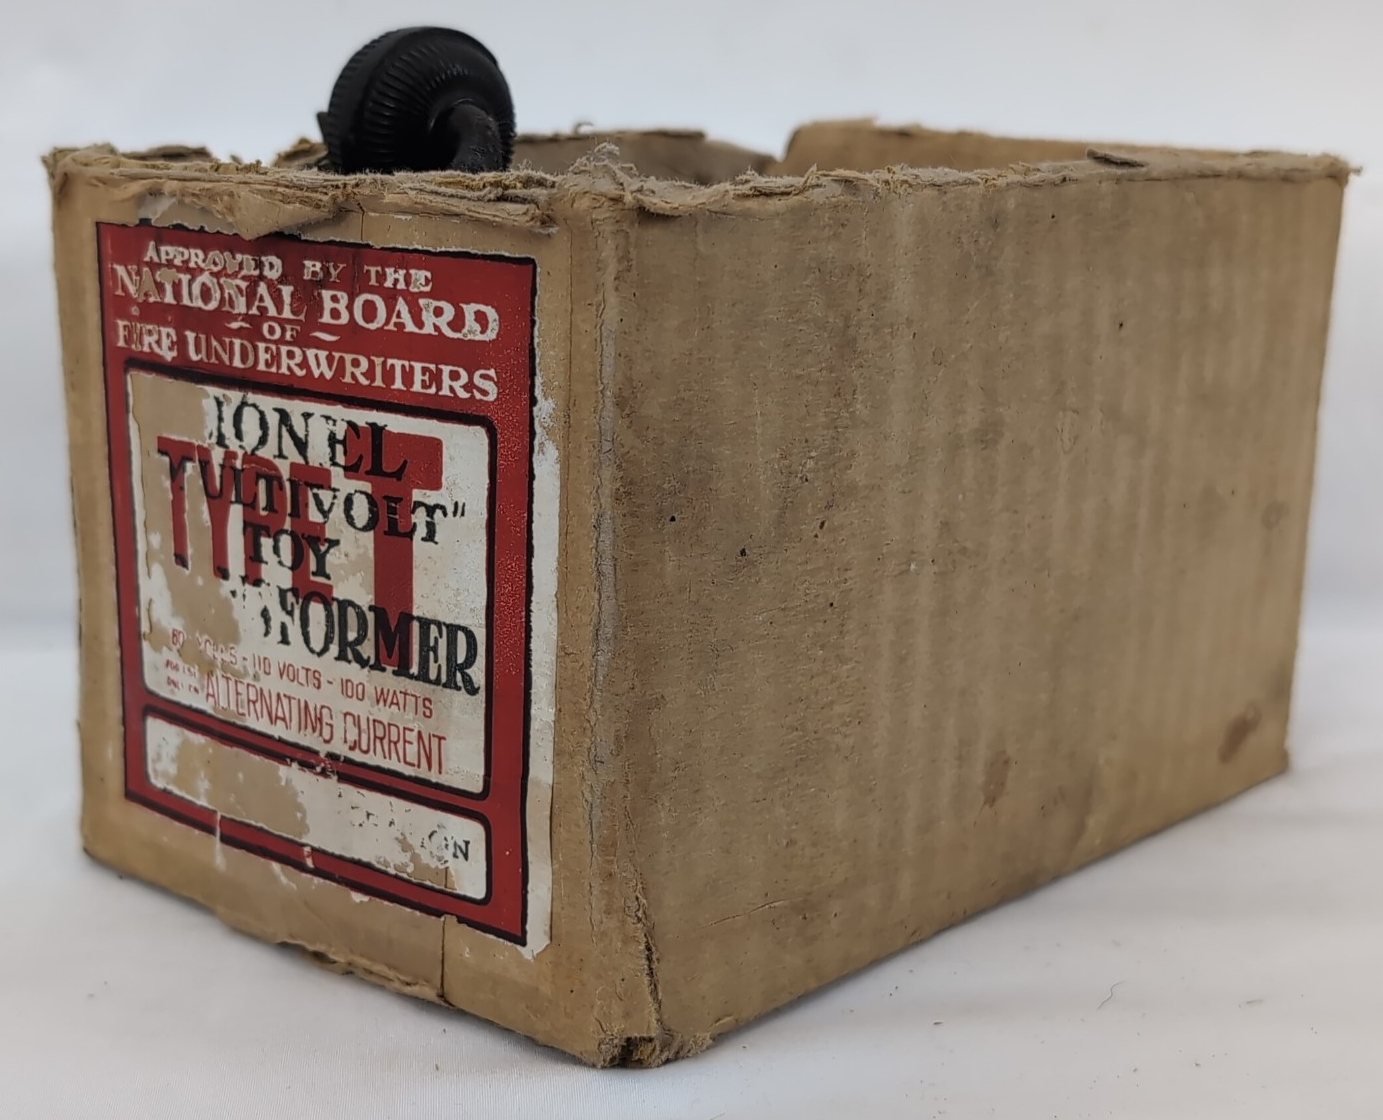 APPROVED BY THE
NATIONAL BOARD
OF
FIRE UNDERWRITERS
IONEL
TYPE T
ULTIVOLT"
TOY
FORMER
110 VOLTS - 100 WATTS
ALTERNATING CURRENT